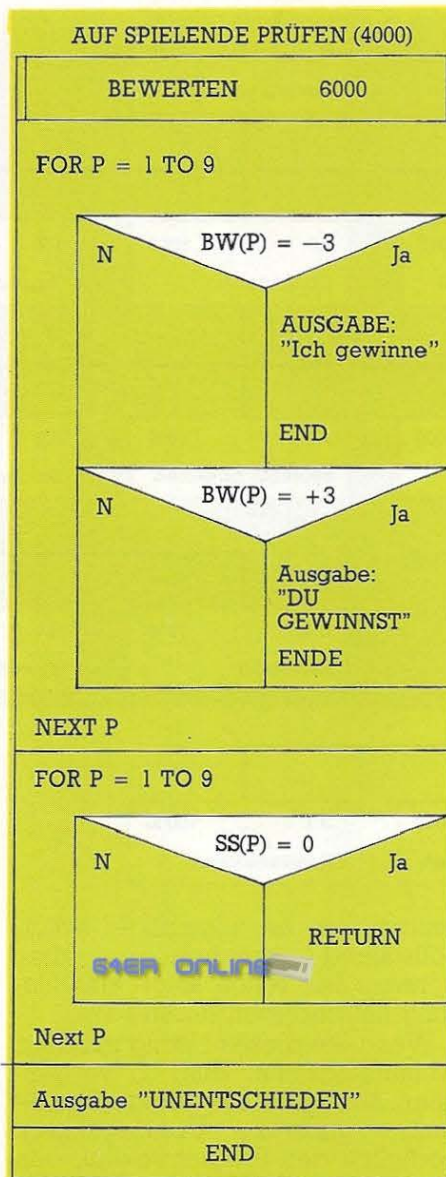 AUF SPIELENDE PRÜFEN (4000)
BEWERTEN 6000
FOR P = 1 TO 9
N BW(P) = —3 Ja
AUSGABE:
"Ich gewinne"
END
N BW(P) = +3 Ja
Ausgabe:
"DU
GEWINNST"
ENDE
NEXT P
FOR P = 1 TO 9
N SS(P) = 0 Ja
RETURN
64ER ONLINE
Next P
Ausgabe "UNENTSCHIEDEN"
END